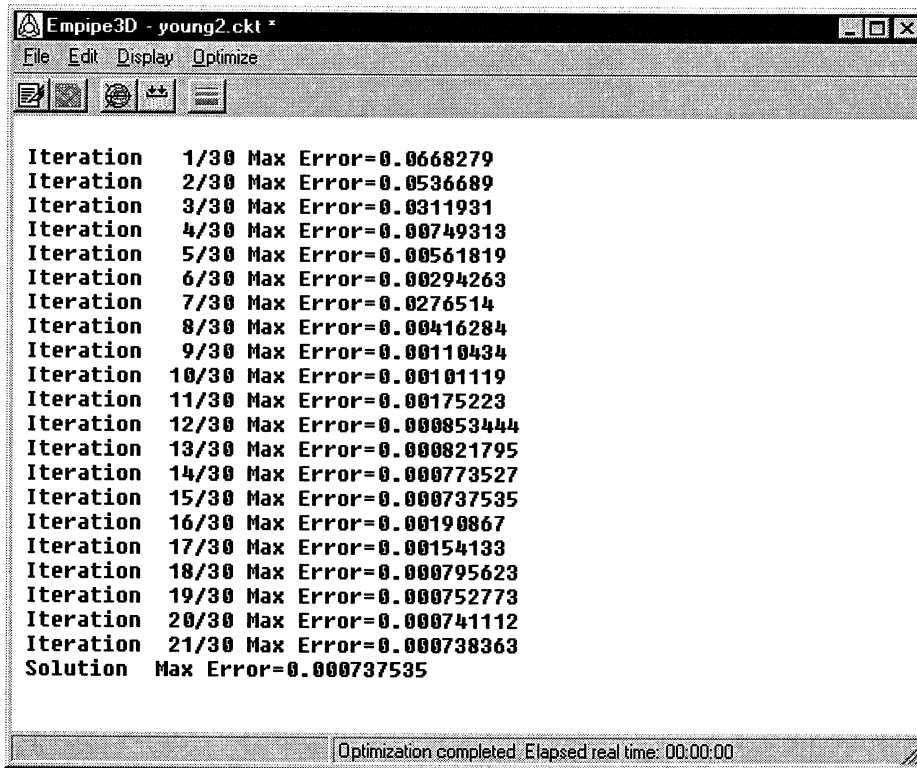 Empipe3D - young2.ckt *
File Edit Display Optimize
Iteration 1/30 Max Error=0.0668279
Iteration 2/30 Max Error=0.0536689
Iteration 3/30 Max Error=0.0311931
Iteration 4/30 Max Error=0.00749313
Iteration 5/30 Max Error=0.00561819
Iteration 6/30 Max Error=0.00294263
Iteration 7/30 Max Error=0.0276514
Iteration 8/30 Max Error=0.00416284
Iteration 9/30 Max Error=0.00110434
Iteration 10/30 Max Error=0.00101119
Iteration 11/30 Max Error=0.00175223
Iteration 12/30 Max Error=0.000853444
Iteration 13/30 Max Error=0.000821795
Iteration 14/30 Max Error=0.000773527
Iteration 15/30 Max Error=0.000737535
Iteration 16/30 Max Error=0.00190867
Iteration 17/30 Max Error=0.00154133
Iteration 18/30 Max Error=0.000795623
Iteration 19/30 Max Error=0.000752773
Iteration 20/30 Max Error=0.000741112
Iteration 21/30 Max Error=0.000738363
Solution Max Error=0.000737535
Optimization completed. Elapsed real time: 00:00:00